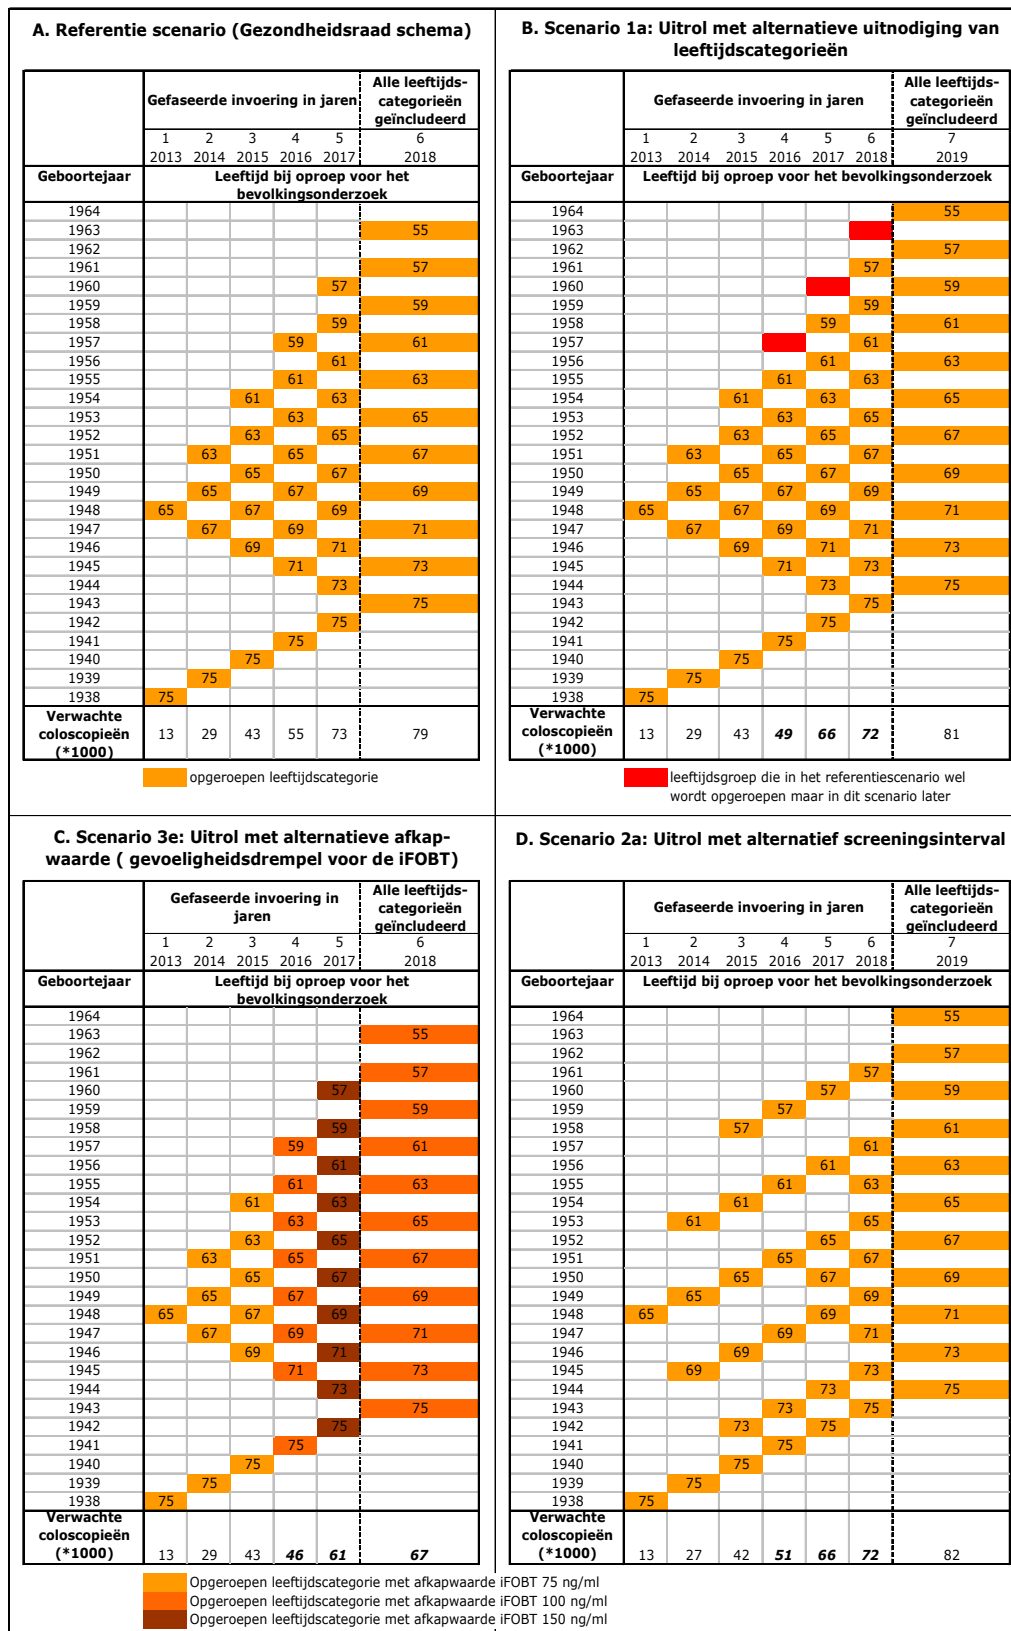 A. Referentie scenario (Gezondheidsraad schema)
Gefaseerde invoering in jaren
Alle leeftijds-
categorieën
geïncludeerd
1 2 3 4 5 6
2013 2014 2015 2016 2017 2018
Geboortejaar
Leeftijd bij oproep voor het
bevolkingsonderzoek
1964
1963 55
1962
1961 57
1960 57
1959 59
1958 59
1957 59 61
1956 61
1955 61 63
1954 61 63
1953 63 65
1952 63 65
1951 63 65 67
1950 65 67
1949 65 67 69
1948 65 67 69
1947 67 69 71
1946 69 71
1945 71 73
1944 73
1943 75
1942 75
1941 75
1940 75
1939 75
1938 75
Verwachte
coloscopieën
(*1000)
13 29 43 55 73 79
opgeroepen leeftijdscategorie
B. Scenario 1a: Uitrol met alternatieve uitnodiging van
leeftijdscategorieën
Gefaseerde invoering in jaren
Alle leeftijds-
categorieën
geïncludeerd
1 2 3 4 5 6 7
2013 2014 2015 2016 2017 2018 2019
Geboortejaar
Leeftijd bij oproep voor het bevolkingsonderzoek
1964 55
1963
1962 57
1961 57
1960 59
1959 59
1958 59 61
1957 61
1956 61 63
1955 61 63
1954 61 63 65
1953 63 65
1952 63 65 67
1951 63 65 67
1950 65 67 69
1949 65 67 69
1948 65 67 69 71
1947 67 69 71
1946 69 71 73
1945 71 73
1944 73 75
1943 75
1942 75
1941 75
1940 75
1939 75
1938 75
Verwachte
coloscopieën
(*1000)
13 29 43 49 66 72 81
leeftijdsgroep die in het referentiescenario wel
wordt opgeroepen maar in dit scenario later
C. Scenario 3e: Uitrol met alternatieve afkap-
waarde ( gevoeligheidsdrempel voor de iFOBT)
Gefaseerde invoering in
jaren
Alle leeftijds-
categorieën
geïncludeerd
1 2 3 4 5 6
2013 2014 2015 2016 2017 2018
Geboortejaar
Leeftijd bij oproep voor het
bevolkingsonderzoek
1964
1963 55
1962
1961 57
1960 57
1959 59
1958 59
1957 59 61
1956 61
1955 61 63
1954 61 63
1953 63 65
1952 63 65
1951 63 65 67
1950 65 67
1949 65 67 69
1948 65 67 69
1947 67 69 71
1946 69 71
1945 71 73
1944 73
1943 75
1942 75
1941 75
1940 75
1939 75
1938 75
Verwachte
coloscopieën
(*1000) 13 29 43 46 61 67
Opgeroepen leeftijdscategorie met afkapwaarde iFOBT 75 ng/ml
Opgeroepen leeftijdscategorie met afkapwaarde iFOBT 100 ng/ml
Opgeroepen leeftijdscategorie met afkapwaarde iFOBT 150 ng/ml
D. Scenario 2a: Uitrol met alternatief screeningsinterval
Gefaseerde invoering in jaren
Alle leeftijds-
categorieën
geïncludeerd
1 2 3 4 5 6 7
2013 2014 2015 2016 2017 2018 2019
Geboortejaar
Leeftijd bij oproep voor het bevolkingsonderzoek
1964 55
1963
1962 57
1961 57
1960 57 59
1959 57
1958 57 61
1957 61
1956 61 63
1955 61 63
1954 61 65
1953 61 65
1952 65 67
1951 65 67
1950 65 67 69
1949 65 69
1948 65 69 71
1947 69 71
1946 69 73
1945 69 73
1944 73 75
1943 73 75
1942 73 75
1941 75
1940 75
1939 75
1938 75
Verwachte
coloscopieën
(*1000) 13 27 42 51 66 72 82